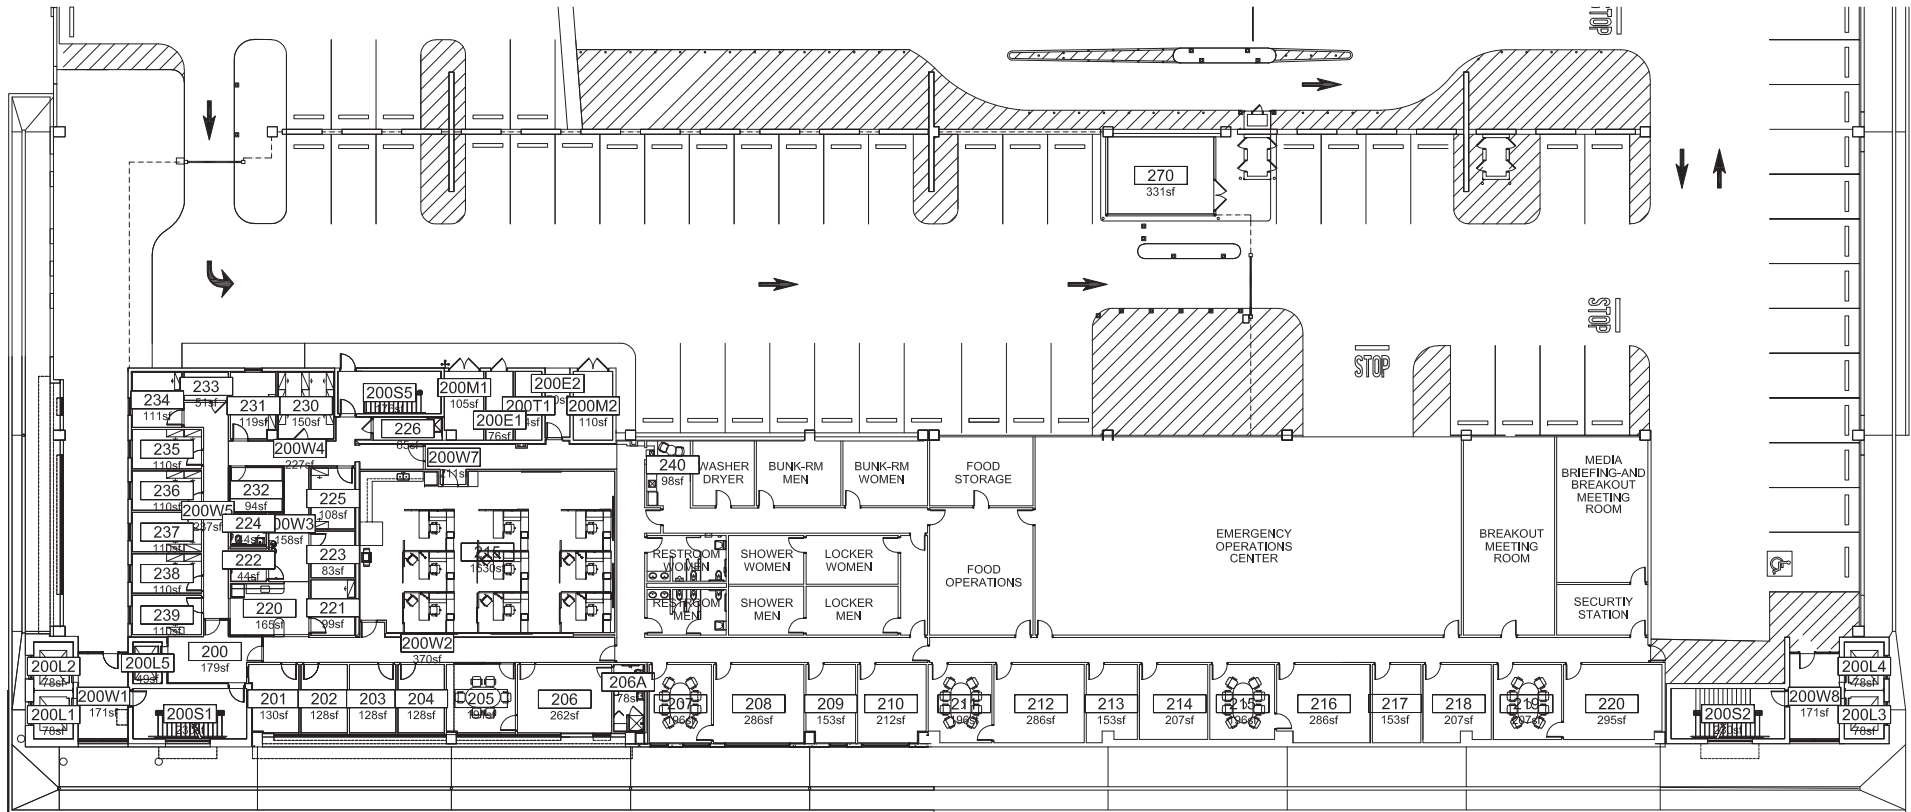 STOP
270
331sf
STOP
STOP
233
51sf
234
111sf
231
119sf
230
150sf
200S5
200M1
105sf
200E2
200T1
200M2
110sf
200E1
76sf
226
235
110sf
200W4
227sf
200W7
240
98sf
WASHER
DRYER
BUNK-RM
MEN
BUNK-RM
WOMEN
FOOD
STORAGE
MEDIA
BRIEFING-AND
BREAKOUT
MEETING
ROOM
236
110sf
232
94sf
225
108sf
200W5
237sf
224
200W3
158sf
237
110sf
222
44sf
223
83sf
215
1530sf
RESTROOM
WOMEN
SHOWER
WOMEN
LOCKER
WOMEN
FOOD
OPERATIONS
EMERGENCY
OPERATIONS
CENTER
BREAKOUT
MEETING
ROOM
238
110sf
239
110sf
220
165sf
221
99sf
RESTROOM
MEN
SHOWER
MEN
LOCKER
MEN
SECURTIY
STATION
200W2
370sf
200
179sf
200L2
78sf
200L5
49sf
200W1
171sf
200L1
78sf
200S1
201
130sf
202
128sf
203
128sf
204
128sf
205
206
262sf
206A
78sf
207
208
286sf
209
153sf
210
212sf
211
212
286sf
213
153sf
214
207sf
215
216
286sf
217
153sf
218
207sf
219
220
295sf
200S2
200W8
171sf
200L4
78sf
200L3
78sf